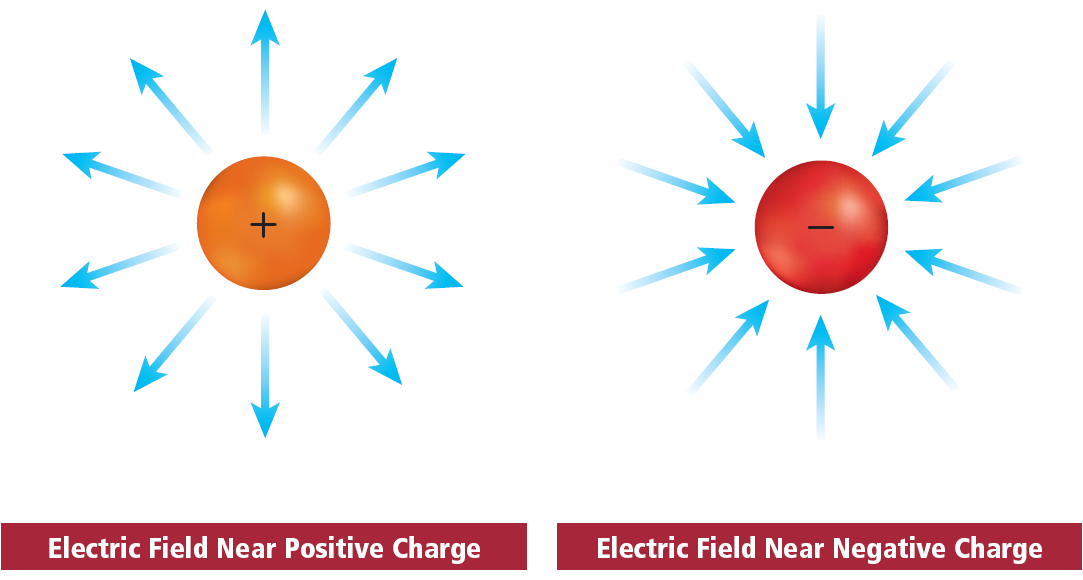 +
−
Electric Field Near Positive Charge
Electric Field Near Negative Charge